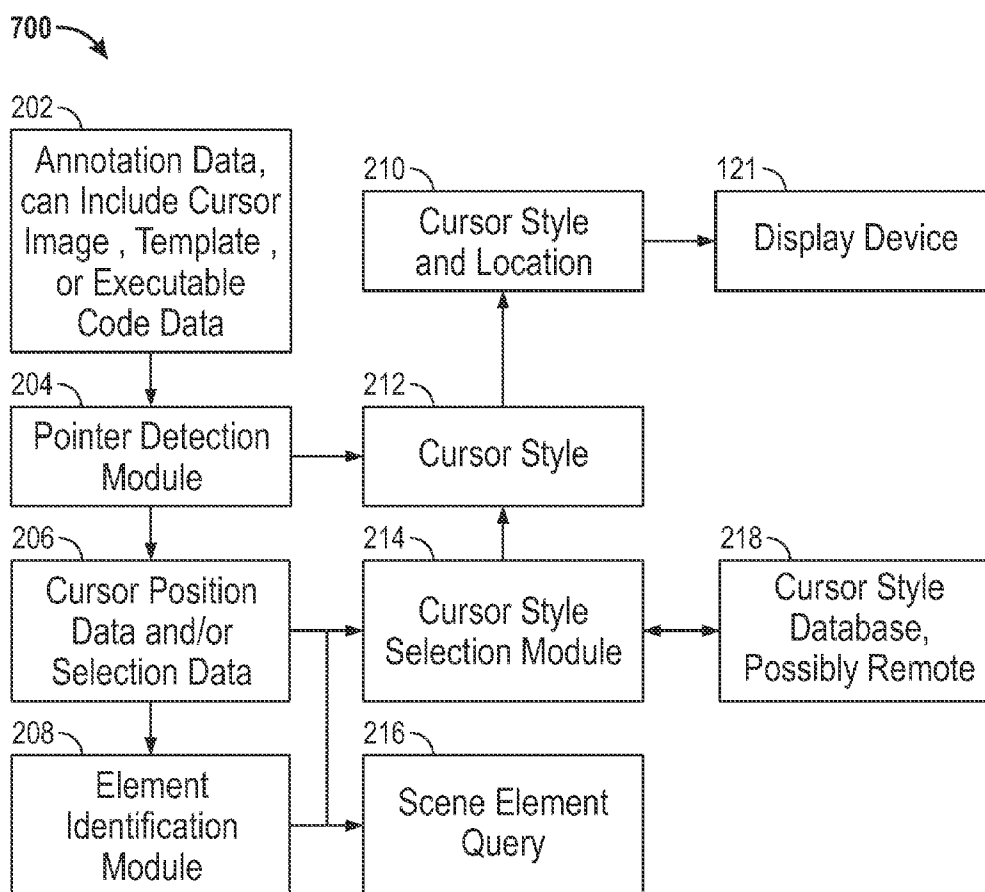 700
202
Annotation Data,
can Include Cursor
Image , Template ,
or Executable
Code Data
210
Cursor Style
and Location
121
Display Device
204
Pointer Detection
Module
212
Cursor Style
206
Cursor Position
Data and/or
Selection Data
214
Cursor Style
Selection Module
218
Cursor Style
Database,
Possibly Remote
208
Element
Identification
Module
216
Scene Element
Query